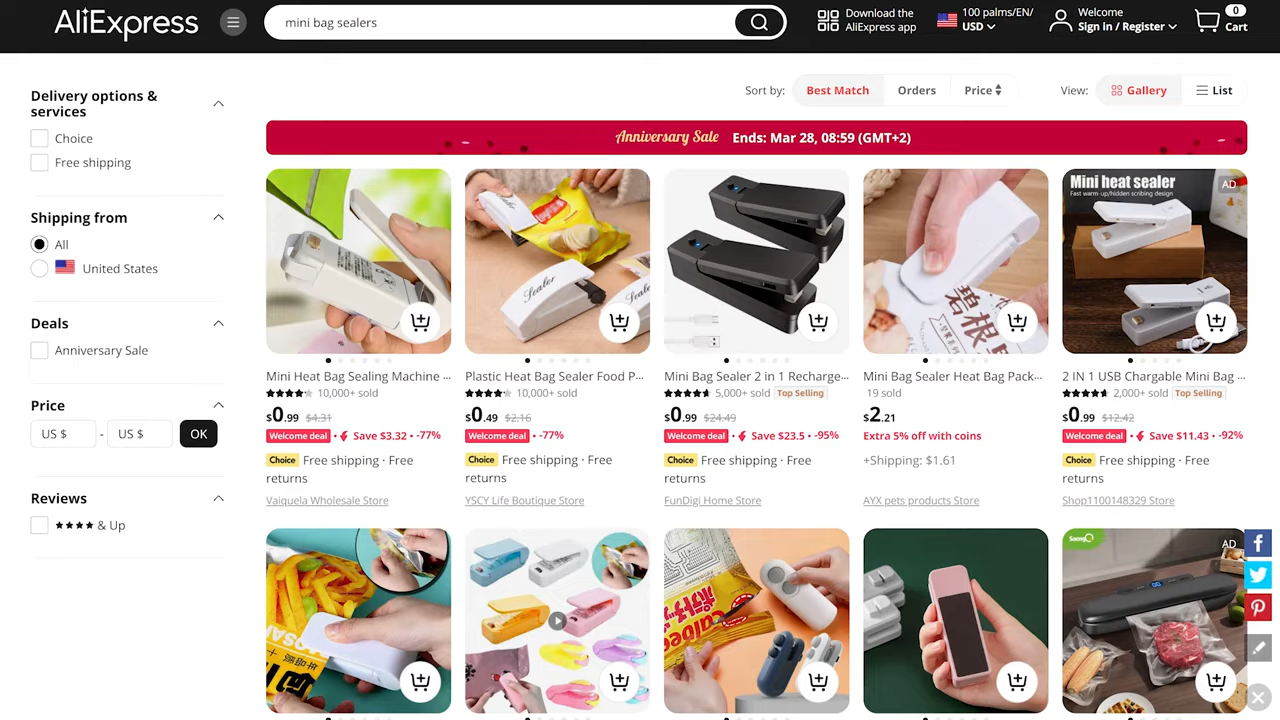 AliExpress
mini bag sealers
Download the
AliExpress app
100 palms/EN/
USD
Welcome
Sign in / Register
0
Cart
Delivery options &
services
Choice
Free shipping
Shipping from
All
United States
Deals
Anniversary Sale
Price
US $ - US $ OK
Reviews
& Up
Sort by: Best Match Orders Price
View: Gallery List
Anniversary Sale Ends: Mar 28, 08:59 (GMT+2)
Sealer
碧根
Mini heat sealer
Fast warm-up/hidden scribing design
AD
Mini Heat Bag Sealing Machine ...
10,000+ sold
$0.99 $4.31
Welcome deal · Save $3.32 · -77%
Choice Free shipping · Free
returns
Vaiquela Wholesale Store
Plastic Heat Bag Sealer Food P...
10,000+ sold
$0.49 $2.16
Welcome deal · -77%
Choice Free shipping · Free
returns
YSCY Life Boutique Store
Mini Bag Sealer 2 in 1 Recharge...
5,000+ sold Top Selling
$0.99 $24.49
Welcome deal · Save $23.5 · -95%
Choice Free shipping · Free
returns
FunDigi Home Store
Mini Bag Sealer Heat Bag Pack...
19 sold
$2.21
Extra 5% off with coins
+Shipping: $1.61
AYX pets products Store
2 IN 1 USB Chargable Mini Bag ...
2,000+ sold Top Selling
$0.99 $12.42
Welcome deal · Save $11.43 · -92%
Choice Free shipping · Free
returns
Shop1100148329 Store
AD